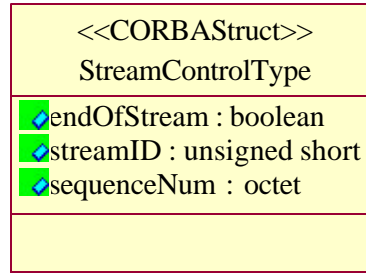 <<CORBAStruct>>
StreamControlType
endOfStream : boolean
streamID : unsigned short
sequenceNum : octet